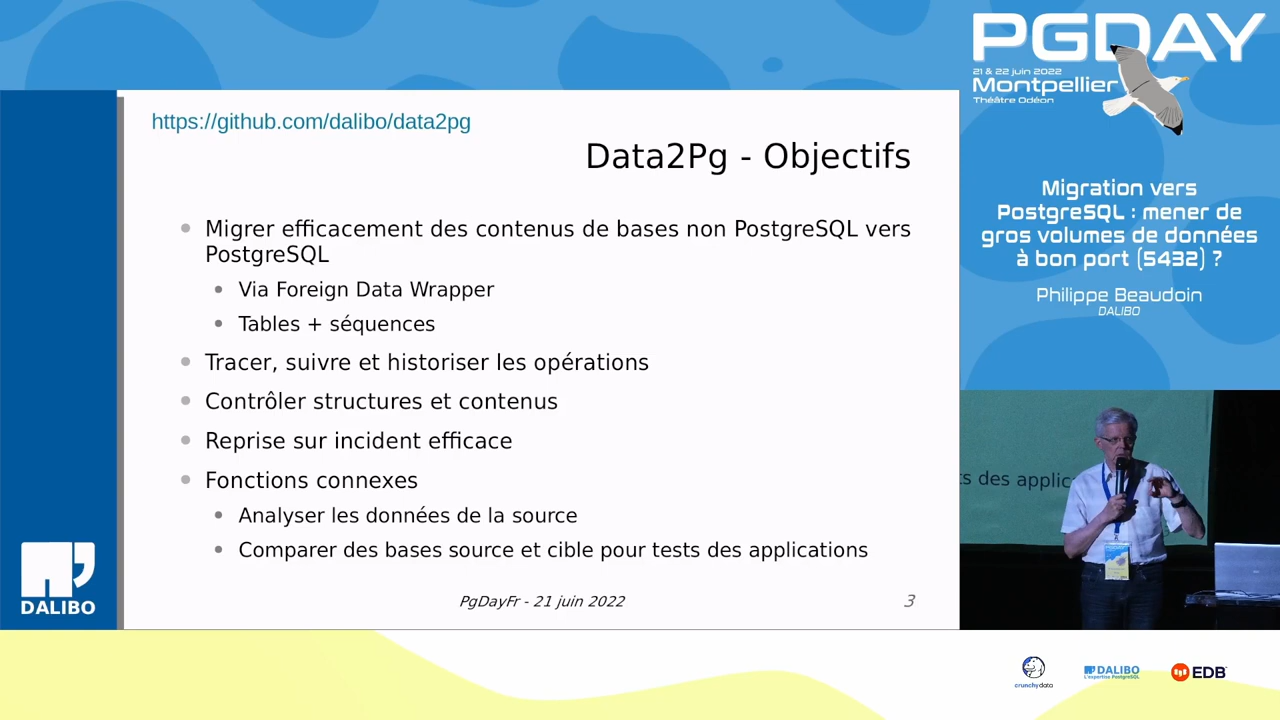 https://github.com/dalibo/data2pg
Data2Pg - Objectifs
Migrer efficacement des contenus de bases non PostgreSQL vers
PostgreSQL
Via Foreign Data Wrapper
Tables + séquences
Tracer, suivre et historiser les opérations
Contrôler structures et contenus
Reprise sur incident efficace
Fonctions connexes
Analyser les données de la source
Comparer des bases source et cible pour tests des applications
PgDayFr - 21 juin 2022
3
DALIBO
PGDAY
21 & 22 juin 2022
Montpellier
Théâtre Odéon
Migration vers
PostgreSQL : mener de
gros volumes de données
à bon port (5432) ?
Philippe Beaudoin
DALIBO
ts des applic
crunchydata
DALIBO
L'expertise PostgreSQL
EDB